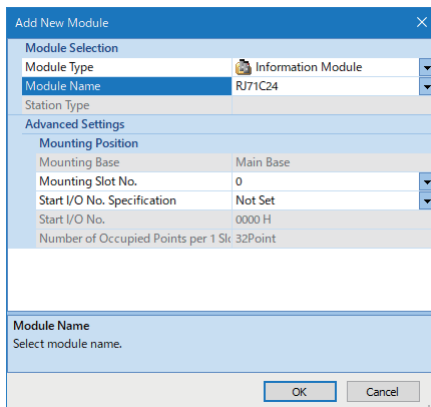 Add New Module
Module Selection
Module Type Information Module
Module Name RJ71C24
Station Type
Advanced Settings
Mounting Position
Mounting Base Main Base
Mounting Slot No. 0
Start I/O No. Specification Not Set
Start I/O No. 0000 H
Number of Occupied Points per 1 Slo 32Point
Module Name
Select module name.
OK Cancel